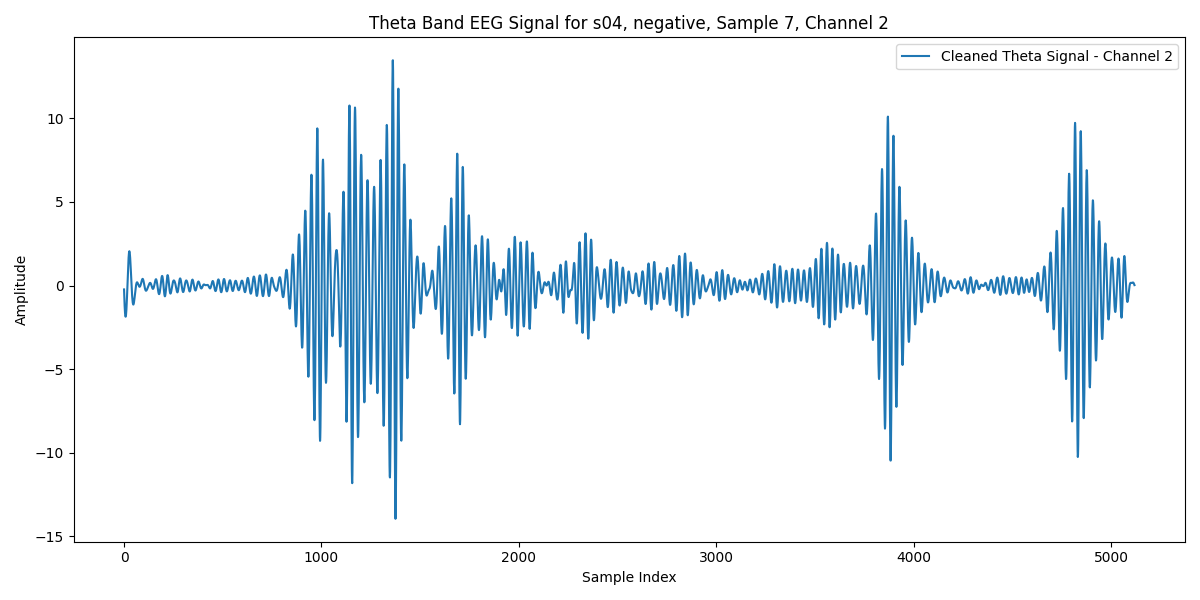 Theta Band EEG Signal for s04, negative, Sample 7, Channel 2
Cleaned Theta Signal - Channel 2
Amplitude
10
5
0
−5
−10
−15
0 1000 2000 3000 4000 5000
Sample Index